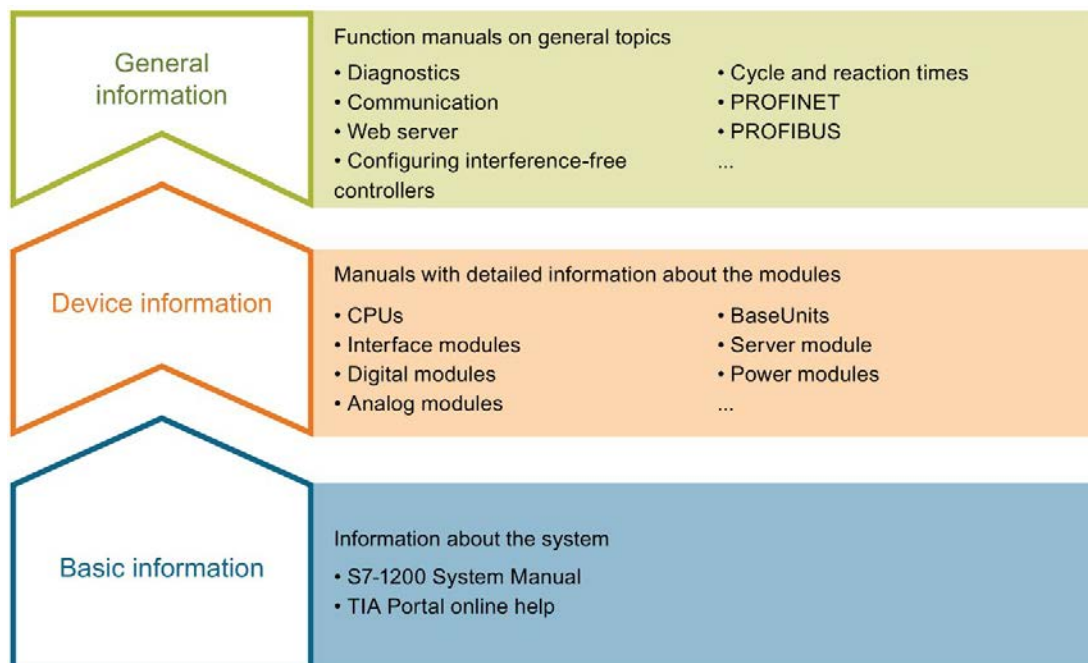 General
information
Function manuals on general topics
• Diagnostics
• Communication
• Web server
• Configuring interference-free
controllers
• Cycle and reaction times
• PROFINET
• PROFIBUS
...
Device information
Manuals with detailed information about the modules
• CPUs
• Interface modules
• Digital modules
• Analog modules
• BaseUnits
• Server module
• Power modules
...
Basic information
Information about the system
• S7-1200 System Manual
• TIA Portal online help